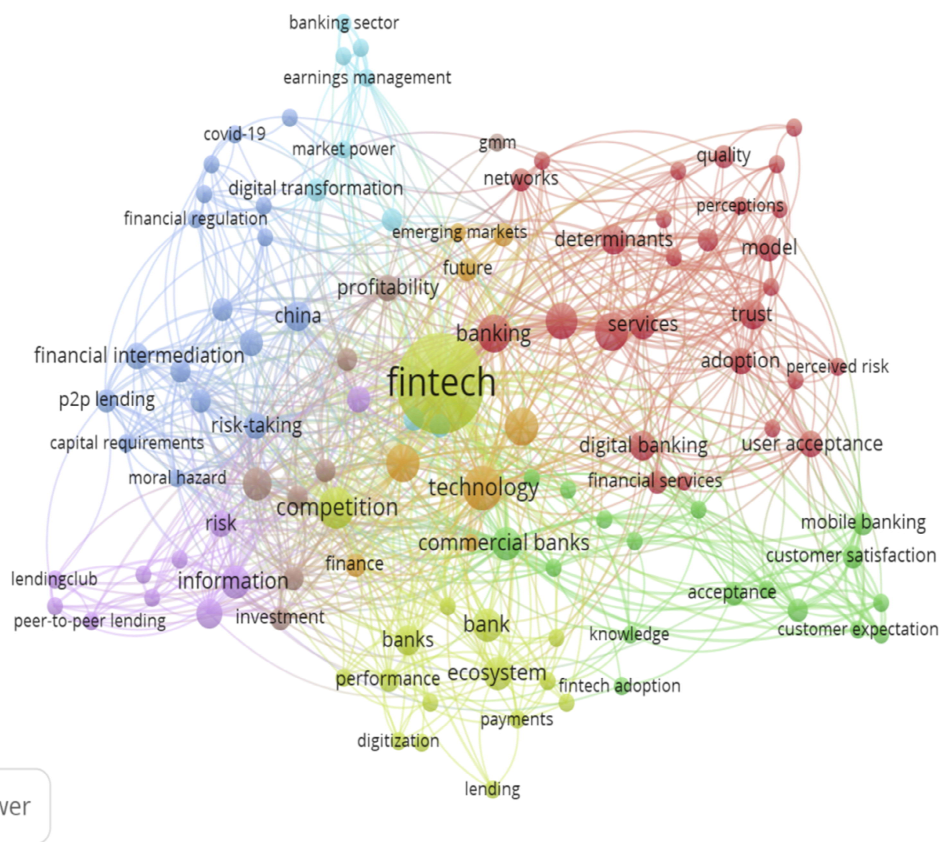 banking sector
earnings management
covid-19
gmm
market power
quality
networks
digital transformation
perceptions
financial regulation
emerging markets
determinants
model
future
profitability
china
trust
services
banking
financial intermediation
adoption
perceived risk
fintech
p2p lending
risk-taking
capital requirements
digital banking
user acceptance
moral hazard
financial services
technology
competition
risk
mobile banking
commercial banks
customer satisfaction
finance
lendingclub
information
acceptance
peer-to-peer lending
investment
bank
customer expectation
knowledge
banks
ecosystem
performance
fintech adoption
payments
digitization
lending
wer